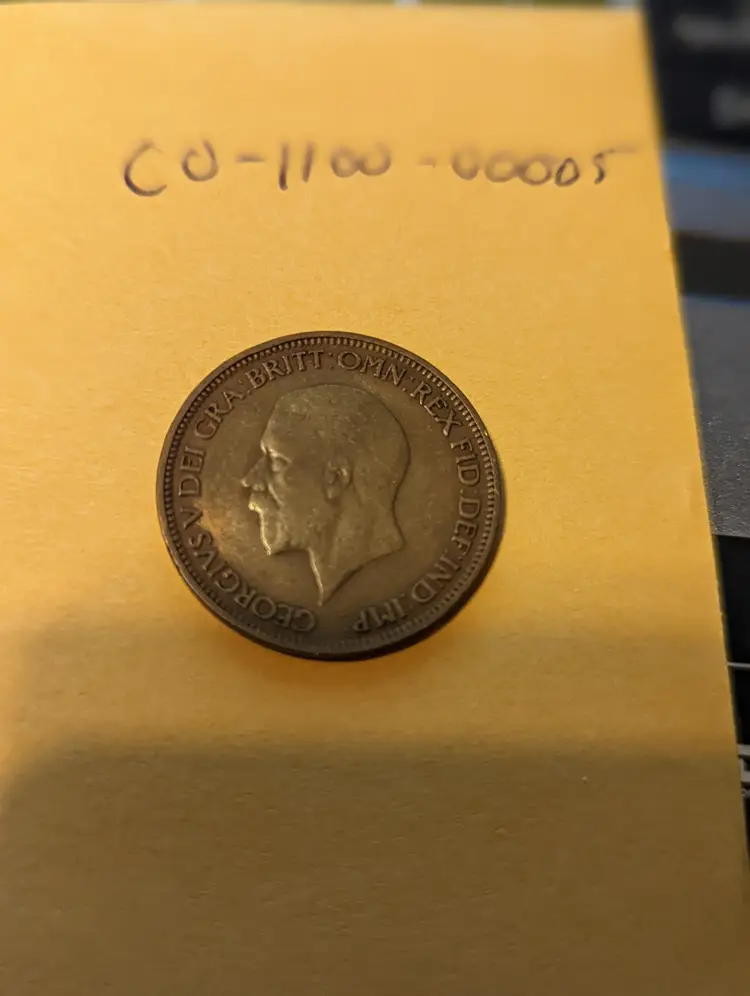 CO-1100-00005
GEORGIVS V DEI GRA: BRITT: OMN: REX FID: DEF: IND: IMP